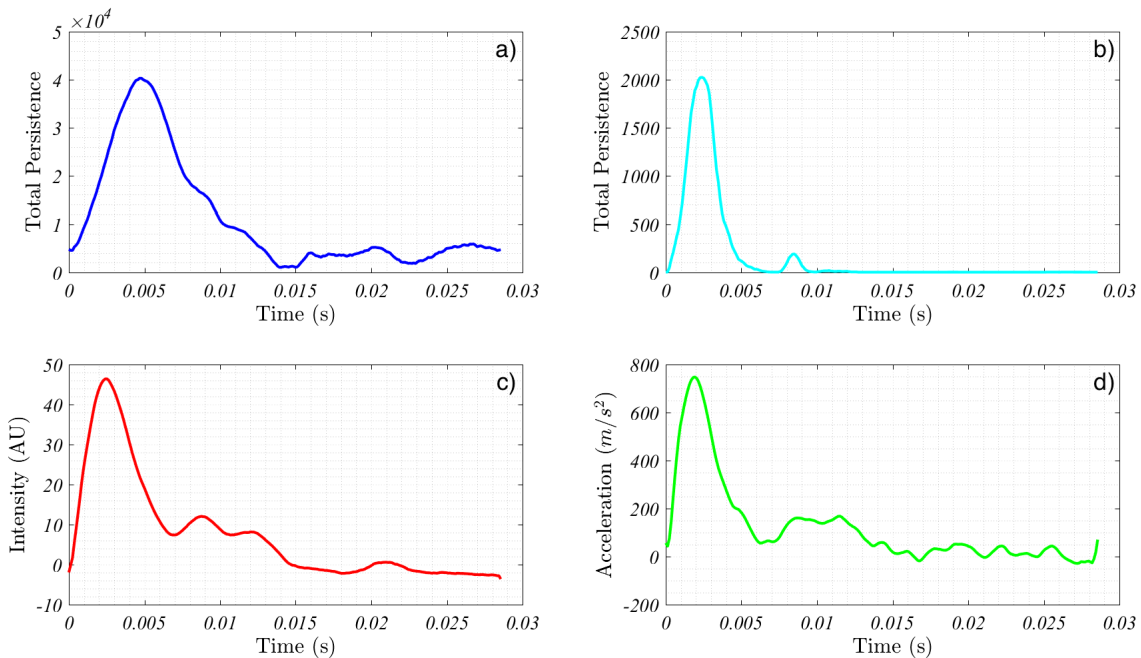 ×10⁴
a)
Total Persistence
5
4
3
2
1
0
0 0.005 0.01 0.015 0.02 0.025 0.03
Time (s)
b)
Total Persistence
2500
2000
1500
1000
500
0
0 0.005 0.01 0.015 0.02 0.025 0.03
Time (s)
c)
Intensity (AU)
50
40
30
20
10
0
-10
0 0.005 0.01 0.015 0.02 0.025 0.03
Time (s)
d)
Acceleration (m/s²)
800
600
400
200
0
-200
0 0.005 0.01 0.015 0.02 0.025 0.03
Time (s)